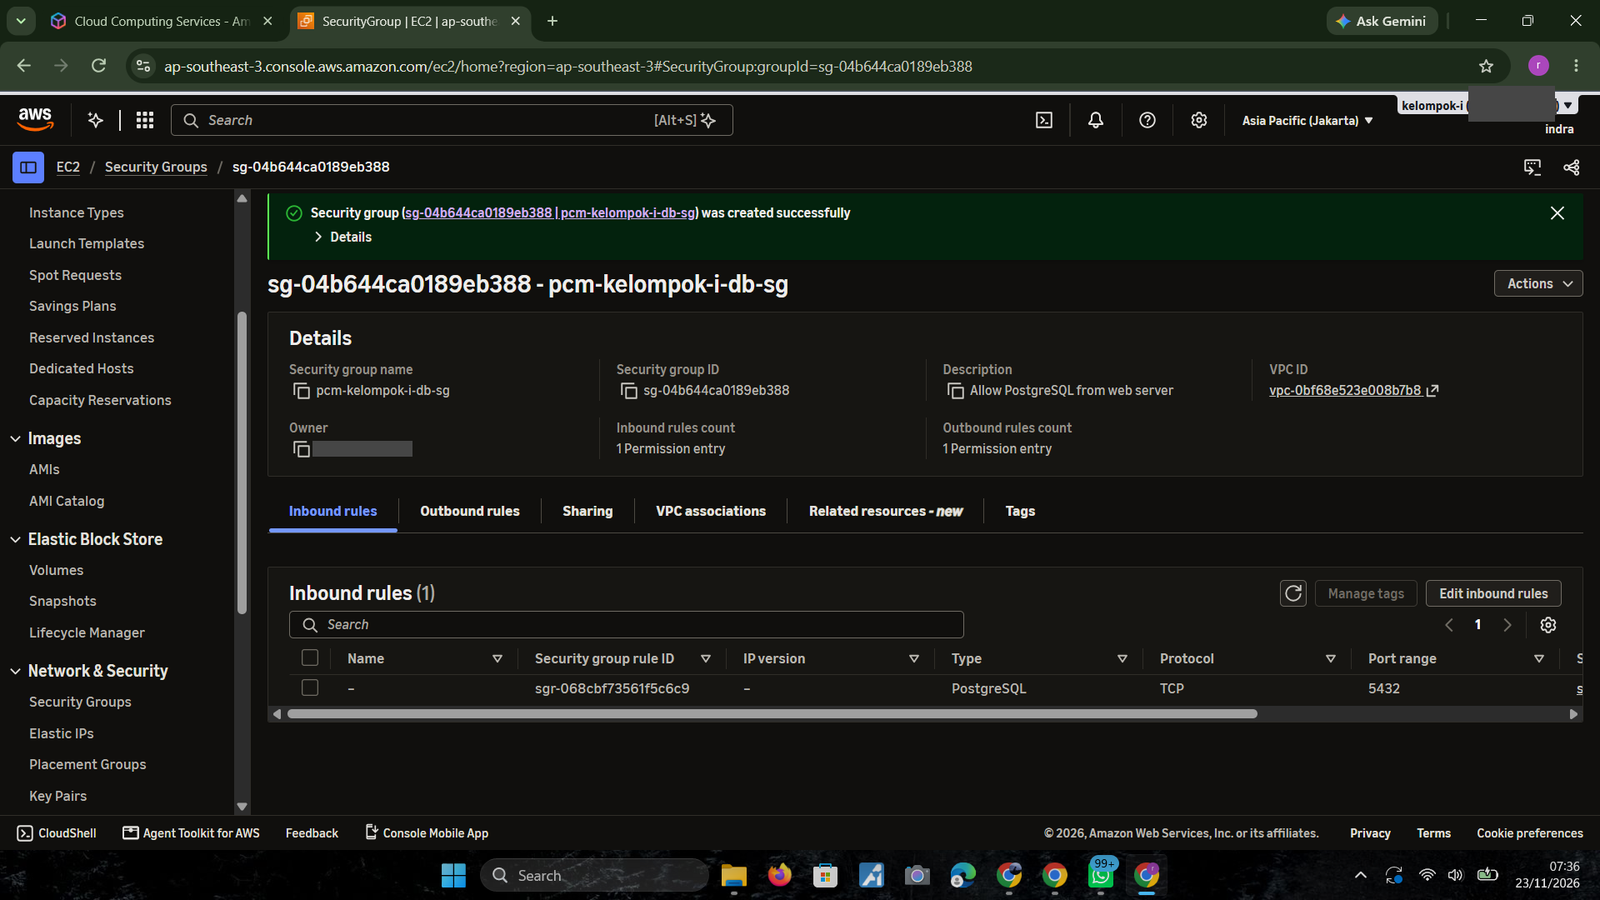 Cloud Computing Services - Am
SecurityGroup | EC2 | ap-southe
Ask Gemini
ap-southeast-3.console.aws.amazon.com/ec2/home?region=ap-southeast-3#SecurityGroup:groupId=sg-04b644ca0189eb388
r
aws
Search
[Alt+S]
Asia Pacific (Jakarta)
kelompok-i (
)
indra
EC2 / Security Groups / sg-04b644ca0189eb388
Instance Types
Launch Templates
Spot Requests
Savings Plans
Reserved Instances
Dedicated Hosts
Capacity Reservations
Images
AMIs
AMI Catalog
Elastic Block Store
Volumes
Snapshots
Lifecycle Manager
Network & Security
Security Groups
Elastic IPs
Placement Groups
Key Pairs
Security group (sg-04b644ca0189eb388 | pcm-kelompok-i-db-sg) was created successfully
Details
sg-04b644ca0189eb388 - pcm-kelompok-i-db-sg
Actions
Details
Security group name
pcm-kelompok-i-db-sg
Security group ID
sg-04b644ca0189eb388
Description
Allow PostgreSQL from web server
VPC ID
vpc-0bf68e523e008b7b8
Owner
Inbound rules count
1 Permission entry
Outbound rules count
1 Permission entry
Inbound rules
Outbound rules
Sharing
VPC associations
Related resources - new
Tags
Inbound rules (1)
Manage tags
Edit inbound rules
Search
1
Name
Security group rule ID
IP version
Type
Protocol
Port range
S
–
sgr-068cbf73561f5c6c9
–
PostgreSQL
TCP
5432
s
CloudShell
Agent Toolkit for AWS
Feedback
Console Mobile App
© 2026, Amazon Web Services, Inc. or its affiliates.
Privacy
Terms
Cookie preferences
Search
99+
07:36
23/11/2026